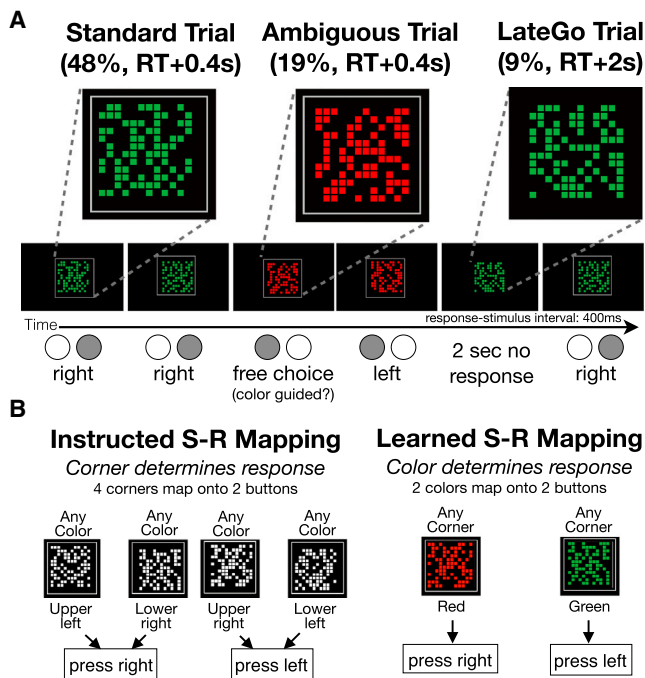 A
Standard Trial Ambiguous Trial LateGo Trial
(48%, RT+0.4s) (19%, RT+0.4s) (9%, RT+2s)
Time
response-stimulus interval: 400ms
right right free choice left 2 sec no right
(color guided?) response
B
Instructed S-R Mapping Learned S-R Mapping
Corner determines response Color determines response
4 corners map onto 2 buttons 2 colors map onto 2 buttons
Any Any Any Any Any Any
Color Color Color Color Corner Corner
Upper Lower Upper Lower Red Green
left right right left
press right press left press right press left